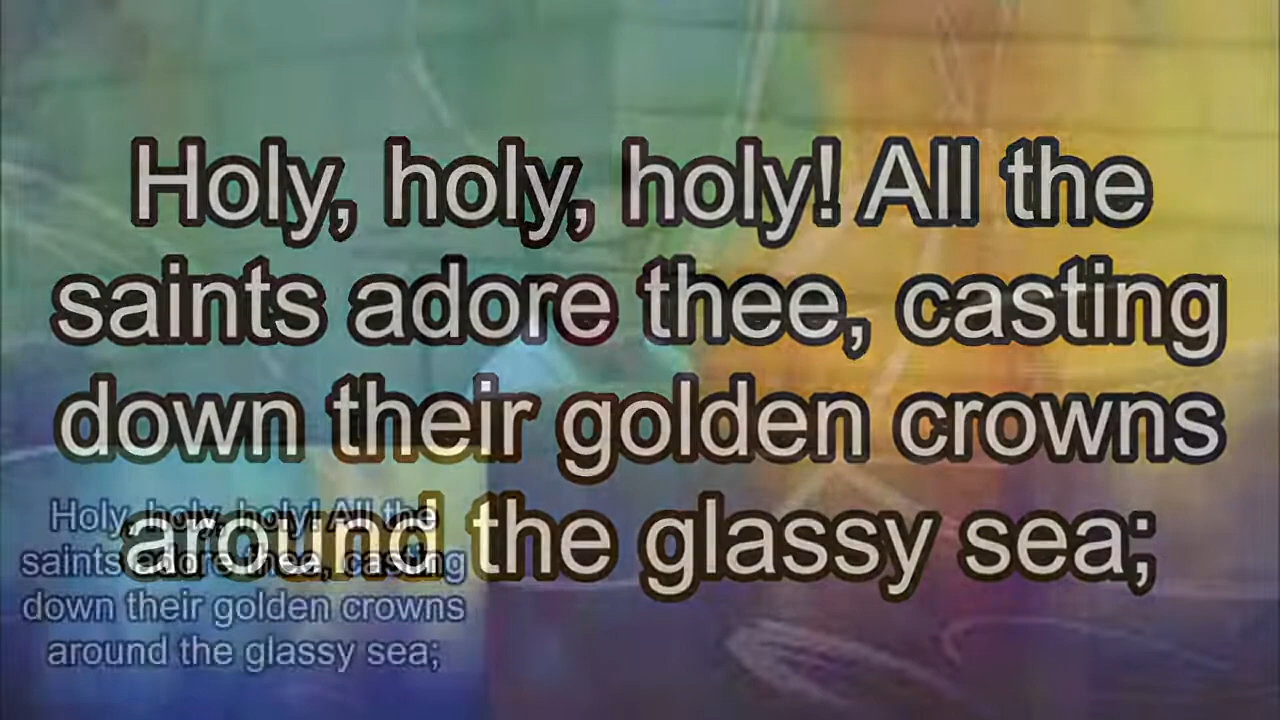 Holy, holy, holy! All the
saints adore thee, casting
down their golden crowns
around the glassy sea;
Holy, holy, holy! All the
saints adore thee, casting
down their golden crowns
around the glassy sea;